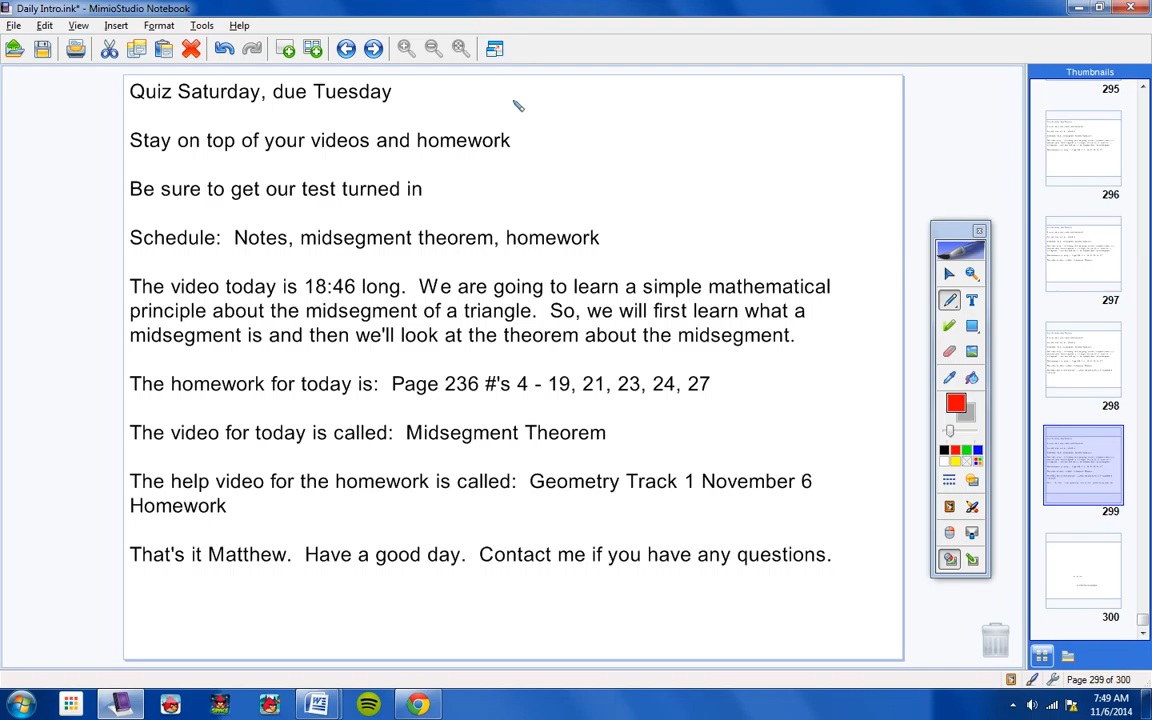 Daily Intro.ink* - MimioStudio Notebook
File Edit View Insert Format Tools Help
Quiz Saturday, due Tuesday
Stay on top of your videos and homework
Be sure to get our test turned in
Schedule: Notes, midsegment theorem, homework
The video today is 18:46 long. We are going to learn a simple mathematical
principle about the midsegment of a triangle. So, we will first learn what a
midsegment is and then we'll look at the theorem about the midsegment.
The homework for today is: Page 236 #'s 4 - 19, 21, 23, 24, 27
The video for today is called: Midsegment Theorem
The help video for the homework is called: Geometry Track 1 November 6
Homework
That's it Matthew. Have a good day. Contact me if you have any questions.
Thumbnails
295
296
297
298
299
300
Page 299 of 300
7:49 AM
11/6/2014